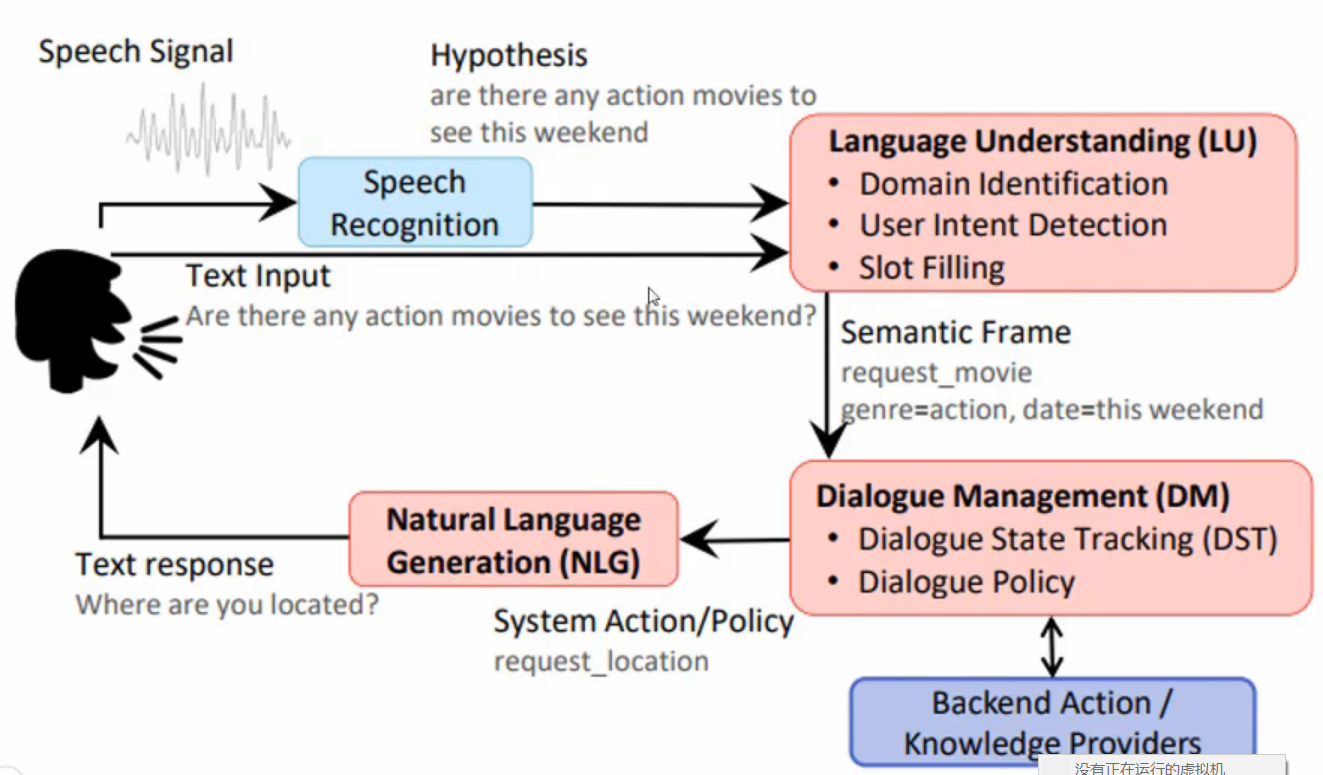 Speech Signal
Hypothesis
are there any action movies to
see this weekend
Speech
Recognition
Language Understanding (LU)
• Domain Identification
• User Intent Detection
• Slot Filling
Text Input
Are there any action movies to see this weekend?
Semantic Frame
request_movie
genre=action, date=this weekend
Dialogue Management (DM)
• Dialogue State Tracking (DST)
• Dialogue Policy
Natural Language
Generation (NLG)
Text response
Where are you located?
System Action/Policy
request_location
Backend Action /
Knowledge Providers
没有正在运行的虚拟机